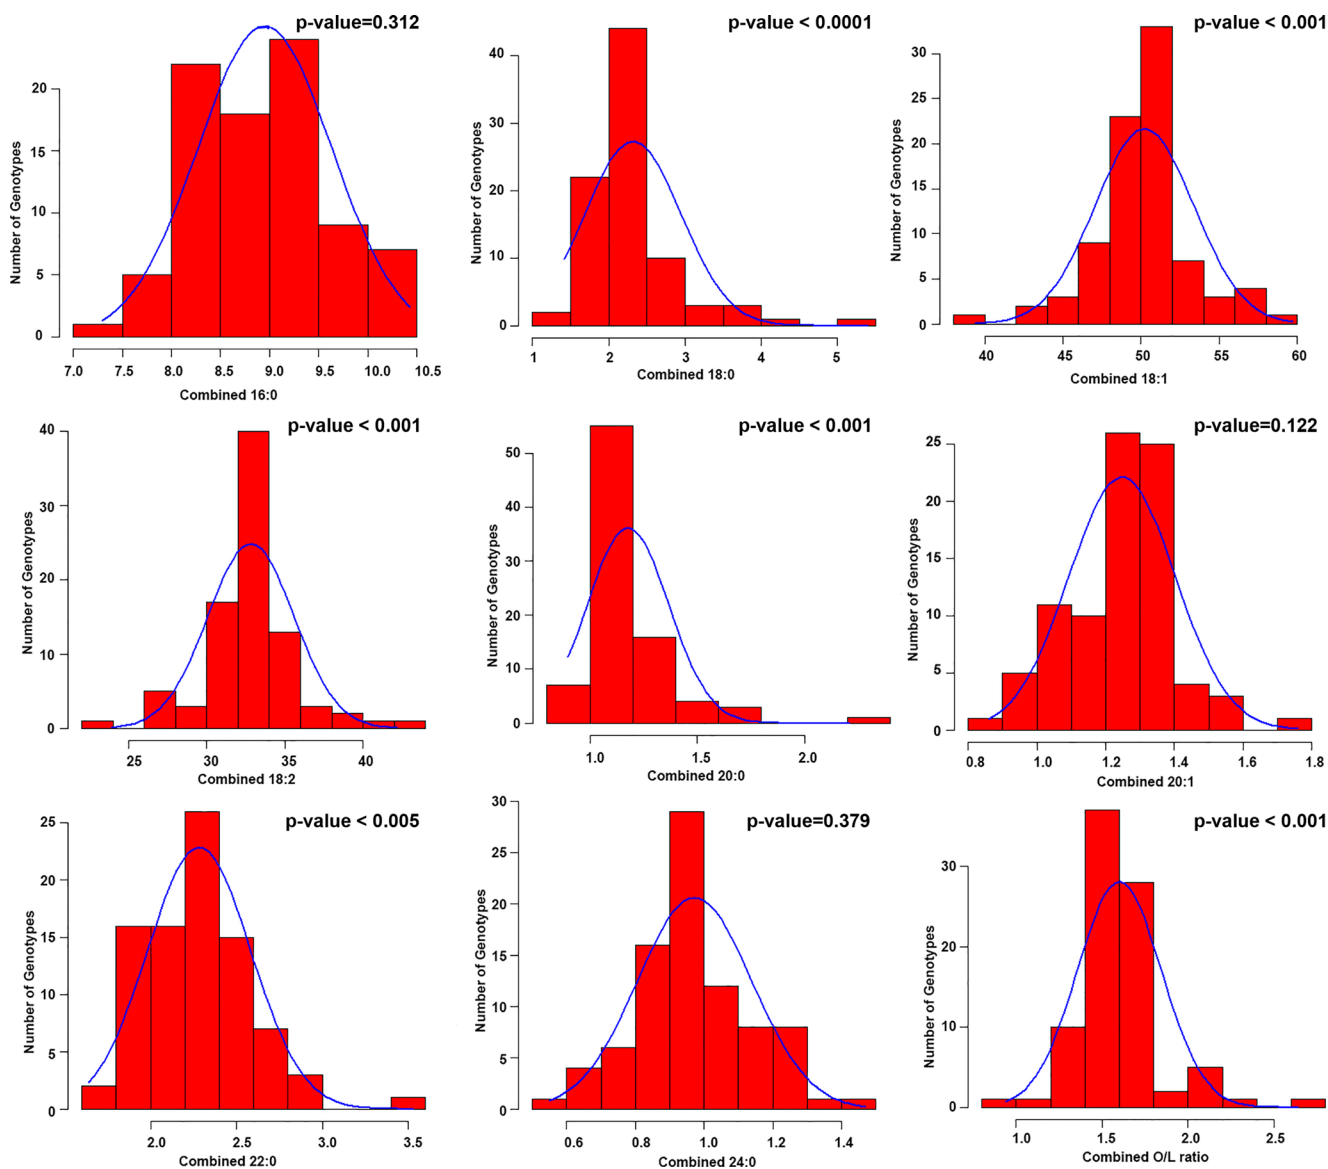 p-value=0.312
Number of Genotypes
20
15
10
5
0
7.0 7.5 8.0 8.5 9.0 9.5 10.0 10.5
Combined 16:0
p-value < 0.0001
Number of Genotypes
40
30
20
10
0
1 2 3 4 5
Combined 18:0
p-value < 0.001
Number of Genotypes
30
25
20
15
10
5
0
40 45 50 55 60
Combined 18:1
p-value < 0.001
Number of Genotypes
40
30
20
10
0
25 30 35 40
Combined 18:2
p-value < 0.001
Number of Genotypes
50
40
30
20
10
0
1.0 1.5 2.0
Combined 20:0
p-value=0.122
Number of Genotypes
25
20
15
10
5
0
0.8 1.0 1.2 1.4 1.6 1.8
Combined 20:1
p-value < 0.005
Number of Genotypes
25
20
15
10
5
0
2.0 2.5 3.0 3.5
Combined 22:0
p-value=0.379
Number of Genotypes
30
25
20
15
10
5
0
0.6 0.8 1.0 1.2 1.4
Combined 24:0
p-value < 0.001
Number of Genotypes
30
20
10
0
1.0 1.5 2.0 2.5
Combined O/L ratio